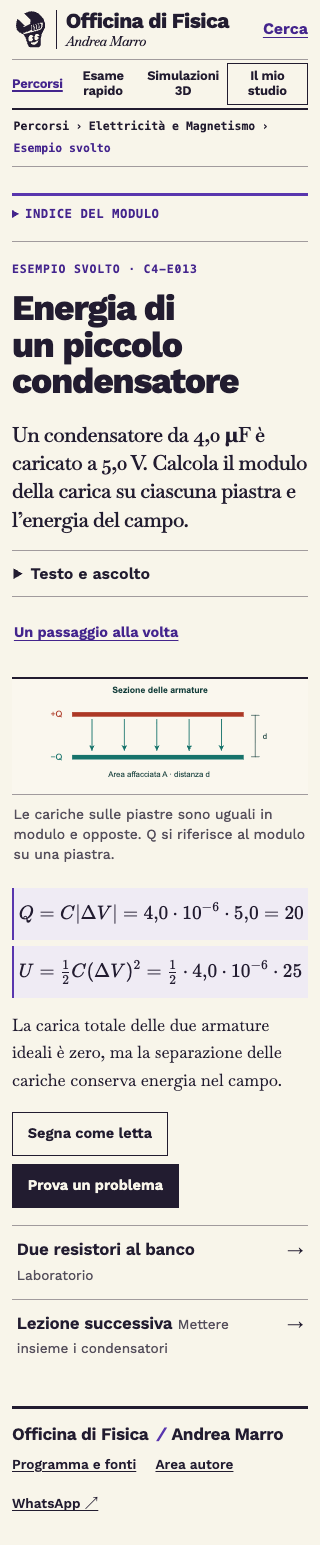 Officina di Fisica
Andrea Marro
Cerca
Percorsi
Esame
rapido
Simulazioni
3D
Il mio
studio
Percorsi › Elettricità e Magnetismo ›
Esempio svolto
▶ INDICE DEL MODULO
ESEMPIO SVOLTO · C4—E013
Energia di
un piccolo
condensatore
Un condensatore da 4,0 μF è
caricato a 5,0 V. Calcola il modulo
della carica su ciascuna piastra e
l’energia del campo.
▶ Testo e ascolto
Un passaggio alla volta
Sezione delle armature
+Q
−Q
d
Area affacciata A · distanza d
Le cariche sulle piastre sono uguali in
modulo e opposte. Q si riferisce al modulo
su una piastra.
Q = C|ΔV| = 4,0 · 10⁻⁶ · 5,0 = 20
U = ½C(ΔV)² = ½ · 4,0 · 10⁻⁶ · 25
La carica totale delle due armature
ideali è zero, ma la separazione delle
cariche conserva energia nel campo.
Segna come letta
Prova un problema
Due resistori al banco →
Laboratorio
Lezione successiva Mettere →
insieme i condensatori
Officina di Fisica / Andrea Marro
Programma e fonti Area autore
WhatsApp ↗